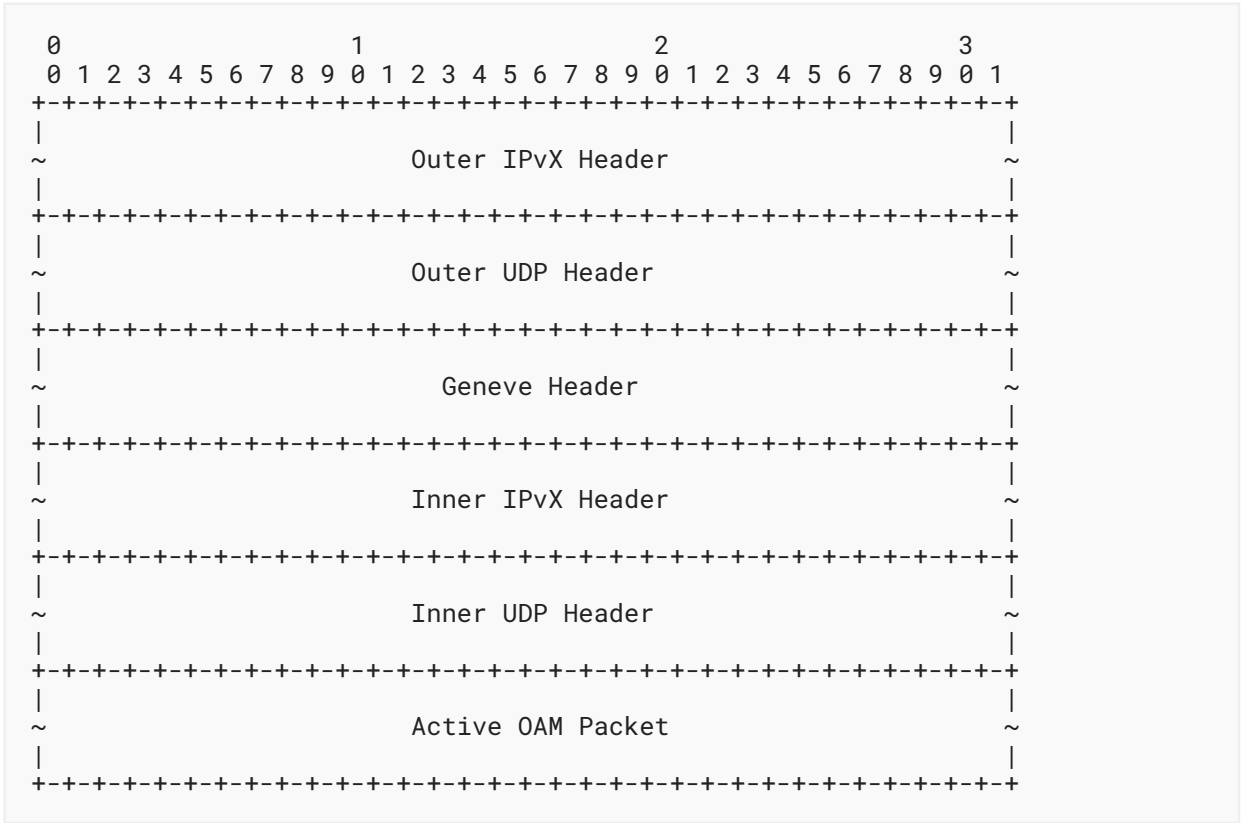 0                   1                   2                   3
 0 1 2 3 4 5 6 7 8 9 0 1 2 3 4 5 6 7 8 9 0 1 2 3 4 5 6 7 8 9 0 1
+-+-+-+-+-+-+-+-+-+-+-+-+-+-+-+-+-+-+-+-+-+-+-+-+-+-+-+-+-+-+-+-+
|                                                               |
~                        Outer IPvX Header                      ~
|                                                               |
+-+-+-+-+-+-+-+-+-+-+-+-+-+-+-+-+-+-+-+-+-+-+-+-+-+-+-+-+-+-+-+-+
|                                                               |
~                        Outer UDP Header                       ~
|                                                               |
+-+-+-+-+-+-+-+-+-+-+-+-+-+-+-+-+-+-+-+-+-+-+-+-+-+-+-+-+-+-+-+-+
|                                                               |
~                          Geneve Header                        ~
|                                                               |
+-+-+-+-+-+-+-+-+-+-+-+-+-+-+-+-+-+-+-+-+-+-+-+-+-+-+-+-+-+-+-+-+
|                                                               |
~                        Inner IPvX Header                      ~
|                                                               |
+-+-+-+-+-+-+-+-+-+-+-+-+-+-+-+-+-+-+-+-+-+-+-+-+-+-+-+-+-+-+-+-+
|                                                               |
~                        Inner UDP Header                       ~
|                                                               |
+-+-+-+-+-+-+-+-+-+-+-+-+-+-+-+-+-+-+-+-+-+-+-+-+-+-+-+-+-+-+-+-+
|                                                               |
~                        Active OAM Packet                      ~
|                                                               |
+-+-+-+-+-+-+-+-+-+-+-+-+-+-+-+-+-+-+-+-+-+-+-+-+-+-+-+-+-+-+-+-+